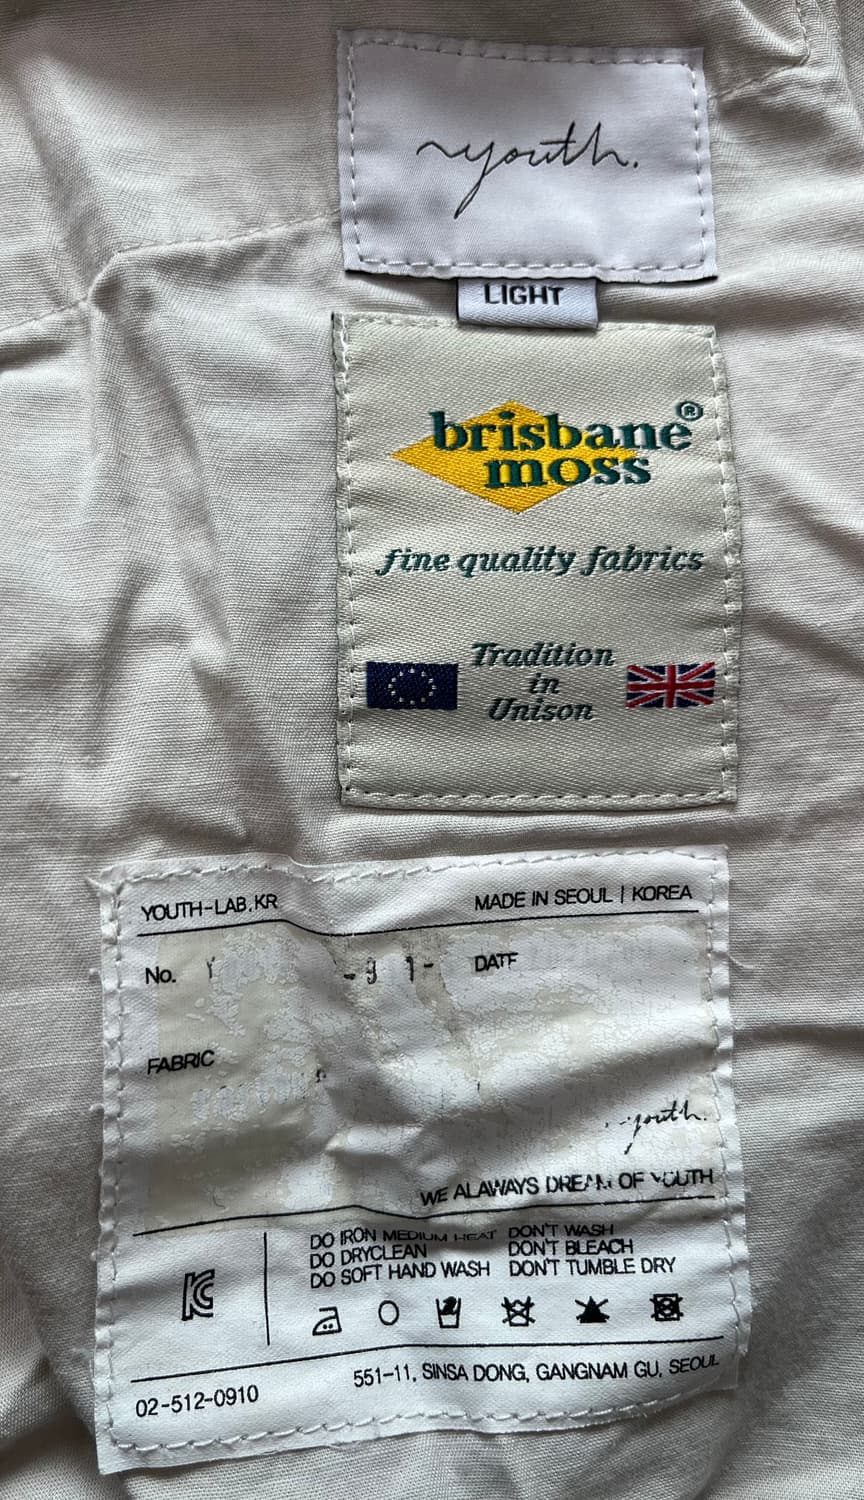 youth.
LIGHT
brisbane®
moss
fine quality fabrics
Tradition
in
Unison
YOUTH-LAB.KR MADE IN SEOUL | KOREA
No. DATE
FABRIC
youth.
WE ALAWAYS DREAM OF YOUTH
DO IRON MEDIUM HEAT DON'T WASH
DO DRYCLEAN DON'T BLEACH
DO SOFT HAND WASH DON'T TUMBLE DRY
02-512-0910 551-11, SINSA DONG, GANGNAM GU, SEOUL